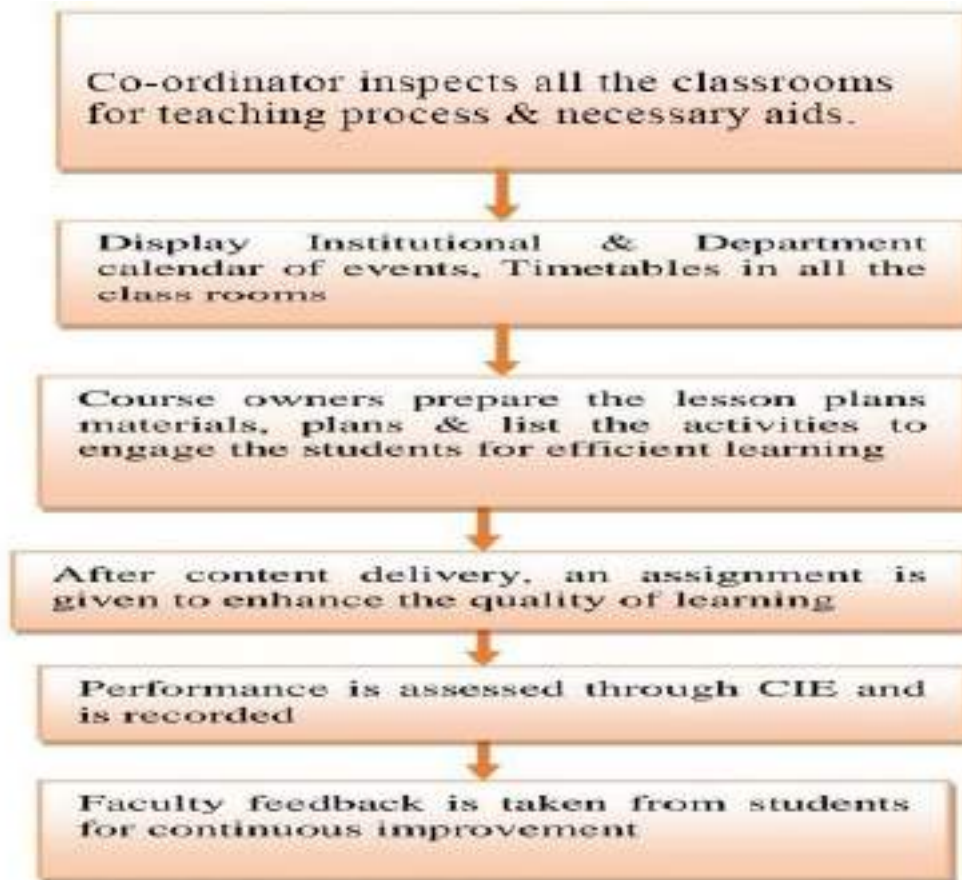 Co-ordinator inspects all the classrooms
for teaching process & necessary aids.
Display Institutional & Department
calendar of events, Timetables in all the
class rooms
Course owners prepare the lesson plans
materials, plans & list the activities to
engage the students for efficient learning
After content delivery, an assignment is
given to enhance the quality of learning
Performance is assessed through CIE and
is recorded
Faculty feedback is taken from students
for continuous improvement